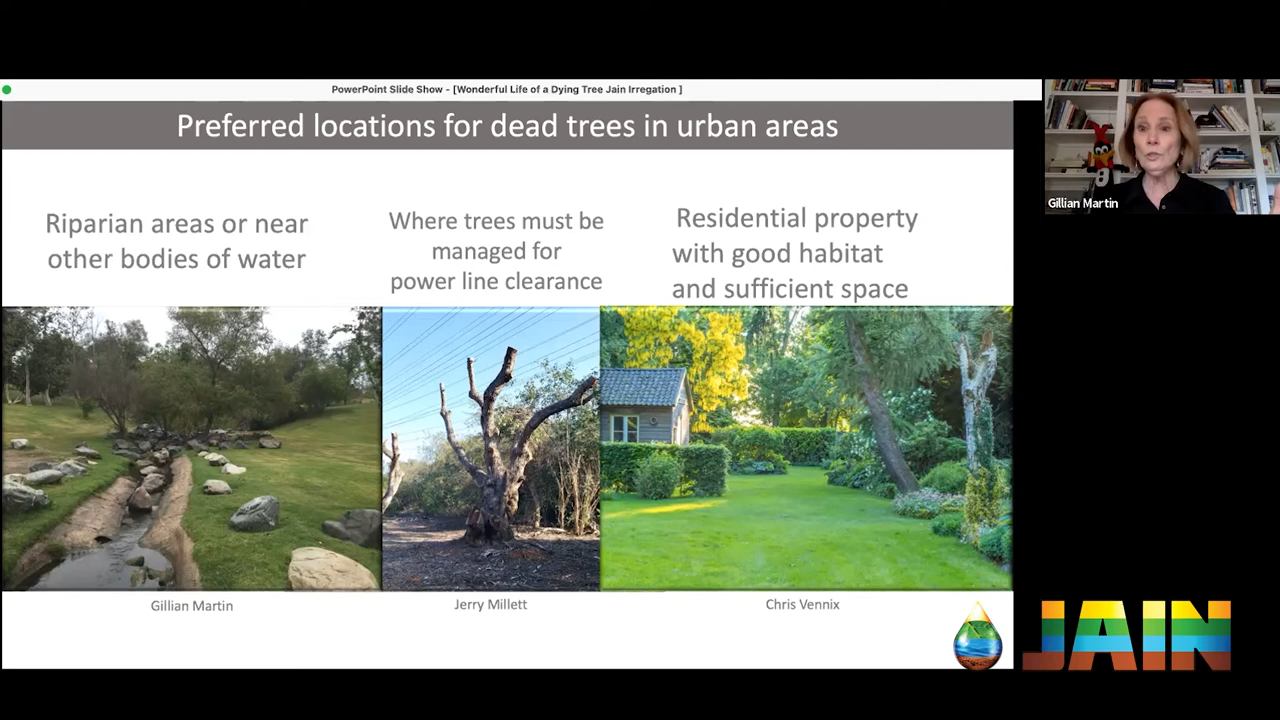 PowerPoint Slide Show - [Wonderful Life of a Dying Tree Jain Irregation ]
Preferred locations for dead trees in urban areas
Riparian areas or near
other bodies of water
Where trees must be
managed for
power line clearance
Residential property
with good habitat
and sufficient space
Gillian Martin
Jerry Millett
Chris Vennix
Gillian Martin
JAIN